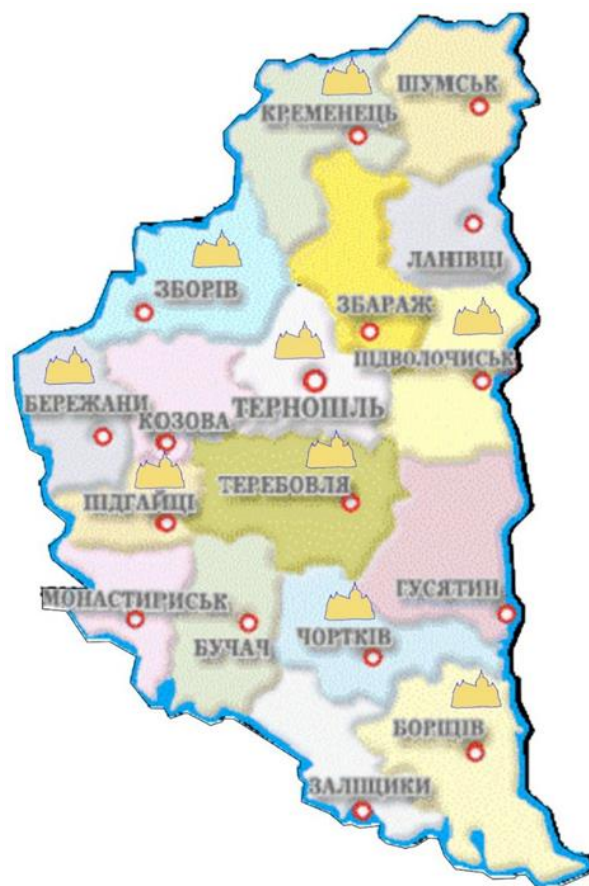 ШУМСЬК
КРЕМЕНЕЦЬ
ЛАНІВЦІ
ЗБОРІВ
ЗБАРАЖ
ПІДВОЛОЧИСЬК
ТЕРНОПІЛЬ
БЕРЕЖАНИ
КОЗОВА
ТЕРЕБОВЛЯ
ПІДГАЙЦІ
ГУСЯТИН
МОНАСТИРИСЬК
БУЧАЧ
ЧОРТКІВ
БОРЩІВ
ЗАЛІЩИКИ